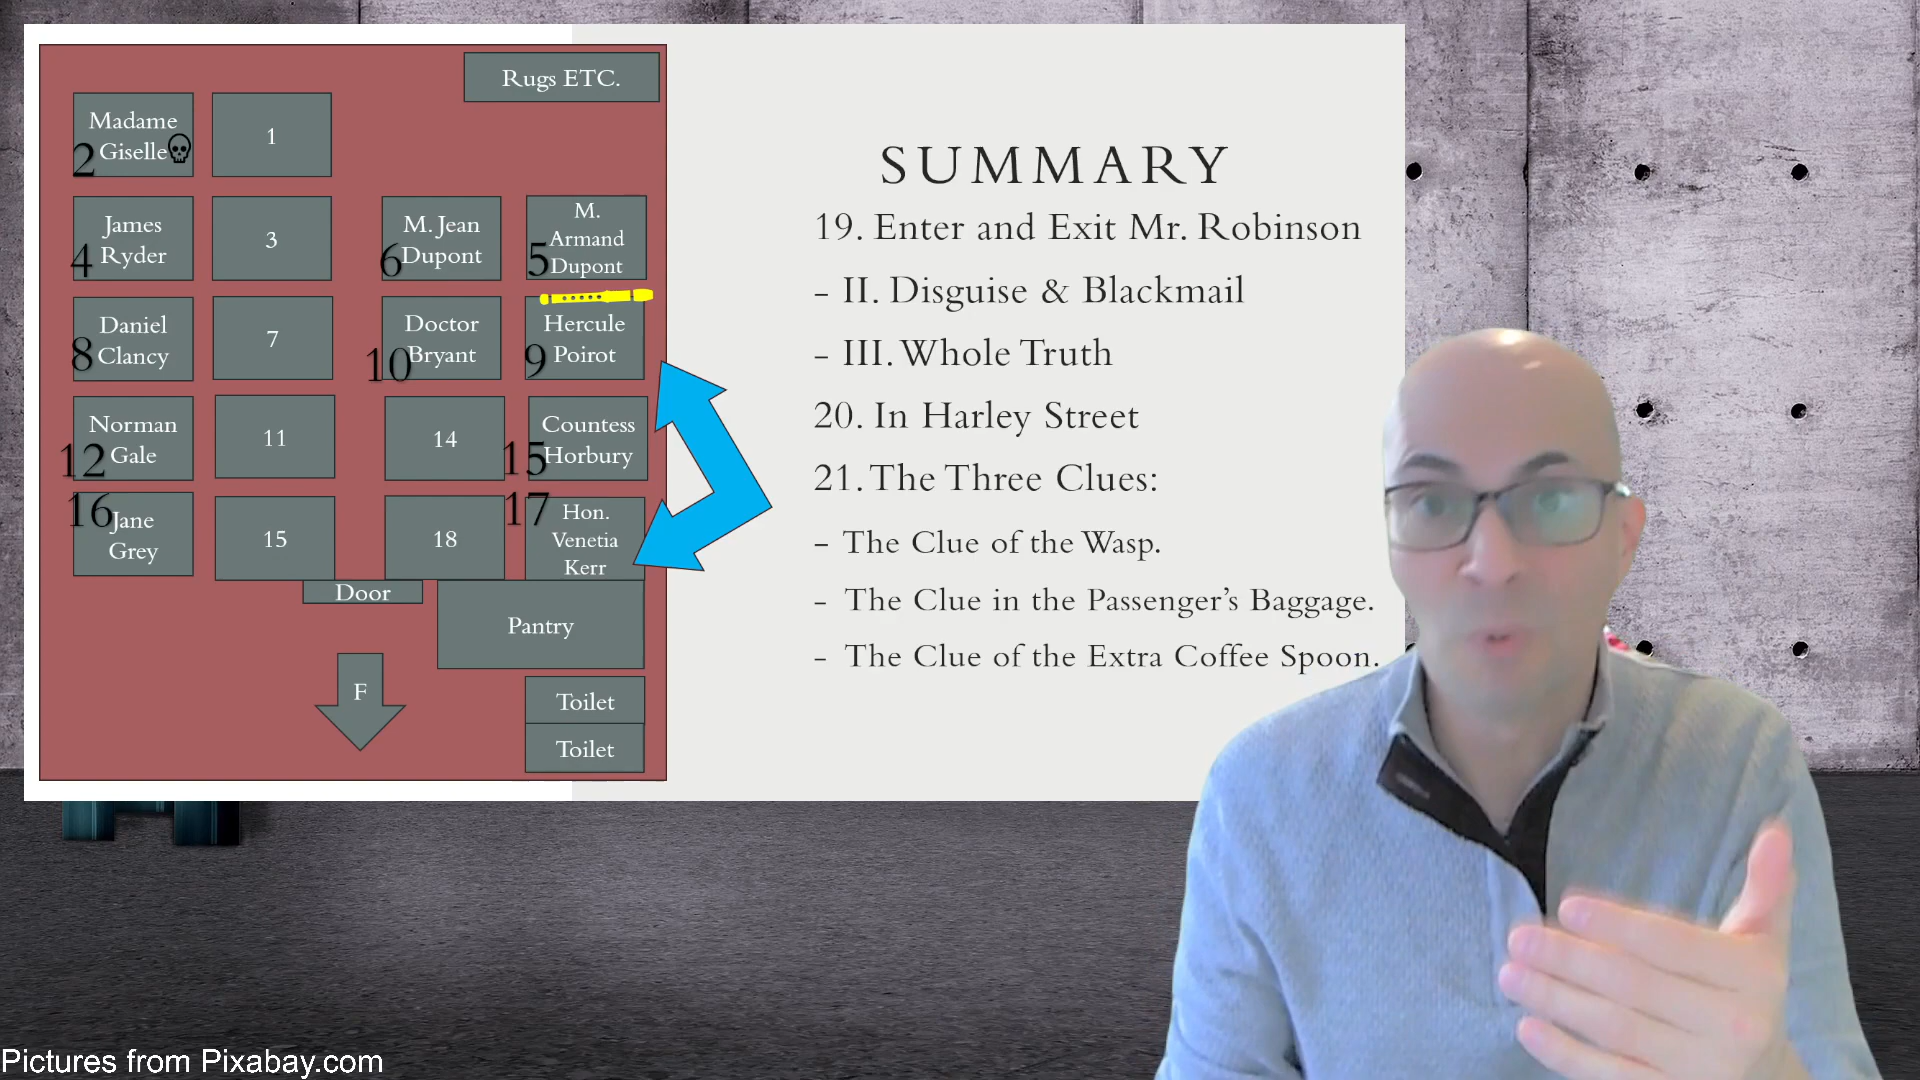 Rugs ETC.
Madame
Giselle
2
1
James
Ryder
4
3
M. Jean
Dupont
6
M.
Armand
Dupont
5
Daniel
Clancy
8
7
Doctor
Bryant
10
Hercule
Poirot
9
Norman
Gale
12
11
14
Countess
Horbury
15
16
Jane
Grey
15
18
17
Hon.
Venetia
Kerr
Door
Pantry
F
Toilet
Toilet
SUMMARY
19. Enter and Exit Mr. Robinson
- II. Disguise & Blackmail
- III. Whole Truth
20. In Harley Street
21. The Three Clues:
- The Clue of the Wasp.
- The Clue in the Passenger’s Baggage.
- The Clue of the Extra Coffee Spoon.
Pictures from Pixabay.com